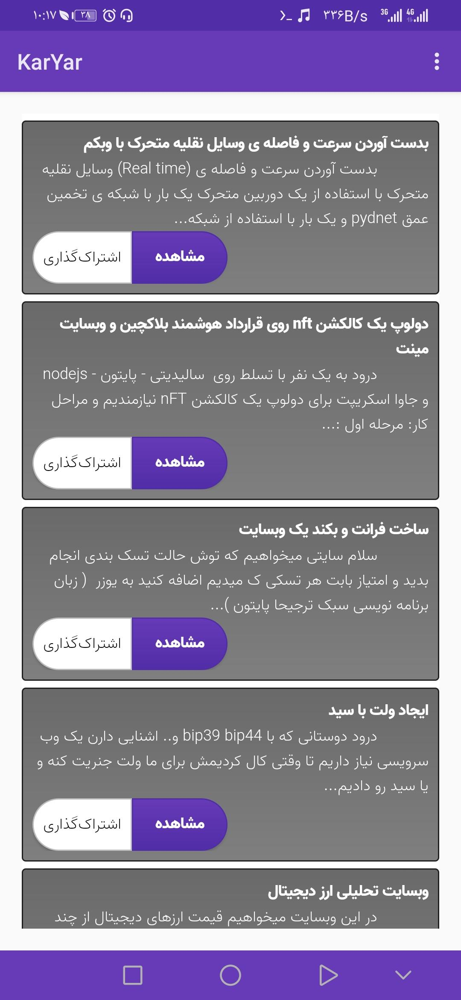 ۱۰:۱۷
۳۸
۳۳۶B/s
3G
4G
KarYar
بدست آوردن سرعت و فاصله ی وسایل نقلیه متحرک با وبکم
بدست آوردن سرعت و فاصله ی (Real time) وسایل نقلیه
متحرک با استفاده از یک دوربین متحرک یک بار با شبکه ی تخمین
عمق pydnet و یک بار با استفاده از شبکه...
مشاهده
اشتراک‌گذاری
دولوپ یک کالکشن nft روی قرارداد هوشمند بلاکچین و وبسایت
مینت
درود به یک نفر با تسلط روی  سالیدیتی - پایتون - nodejs
و جاوا اسکریپت برای دولوپ یک کالکشن nFT نیازمندیم و مراحل
کار: مرحله اول :...
مشاهده
اشتراک‌گذاری
ساخت فرانت و بکند یک وبسایت
سلام سایتی میخواهیم که توش حالت تسک بندی انجام
بدید و امتیاز بابت هر تسکی ک میدیم اضافه کنید به یوزر  ( زبان
برنامه نویسی سبک ترجیحا پایتون )...
مشاهده
اشتراک‌گذاری
ایجاد ولت با سید
درود دوستانی که با bip39 bip44 و.. اشنایی دارن یک وب
سرویسی نیاز داریم تا وقتی کال کردیمش برای ما ولت جنریت کنه و
یا سید رو دادیم...
مشاهده
اشتراک‌گذاری
وبسایت تحلیلی ارز دیجیتال
در این وبسایت میخواهیم قیمت ارزهای دیجیتال از چند